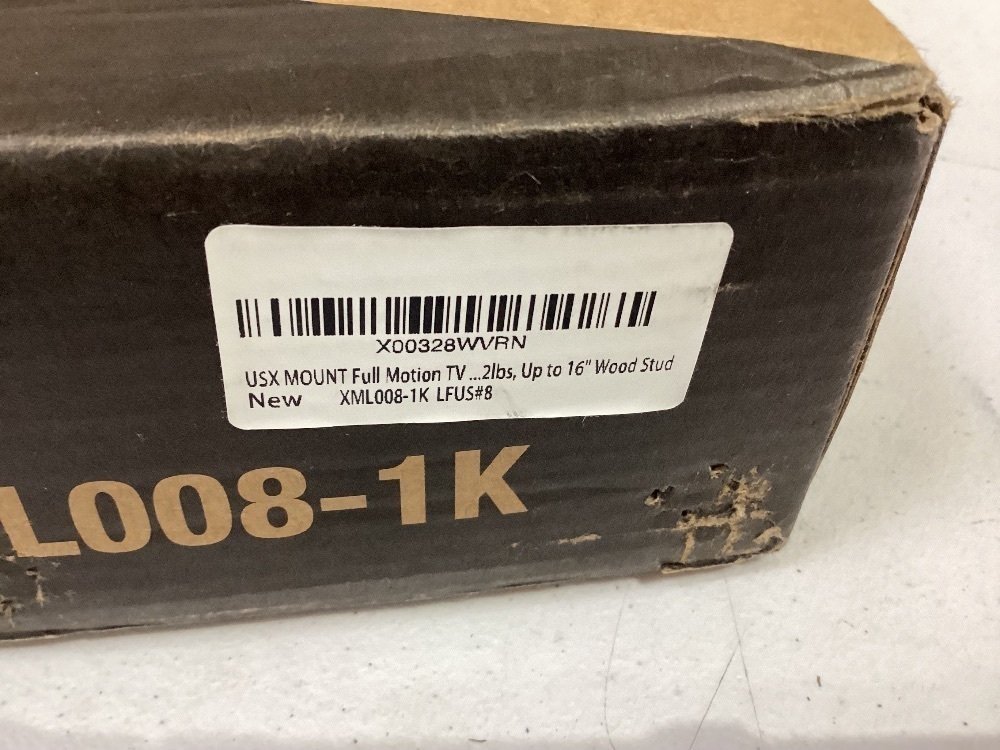 X00328WVRN
USX MOUNT Full Motion TV ...2lbs, Up to 16" Wood Stud
New XML008-1K LFUS#8
L008-1K